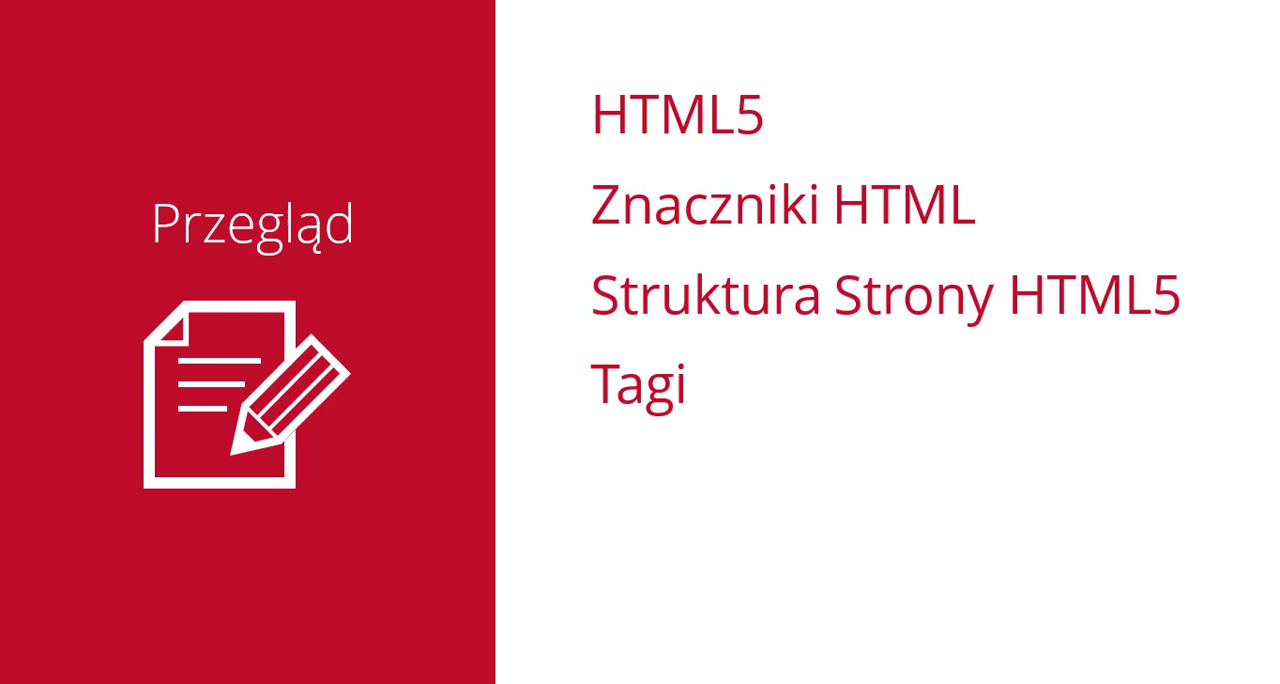 Przegląd
HTML5
Znaczniki HTML
Struktura Strony HTML5
Tagi